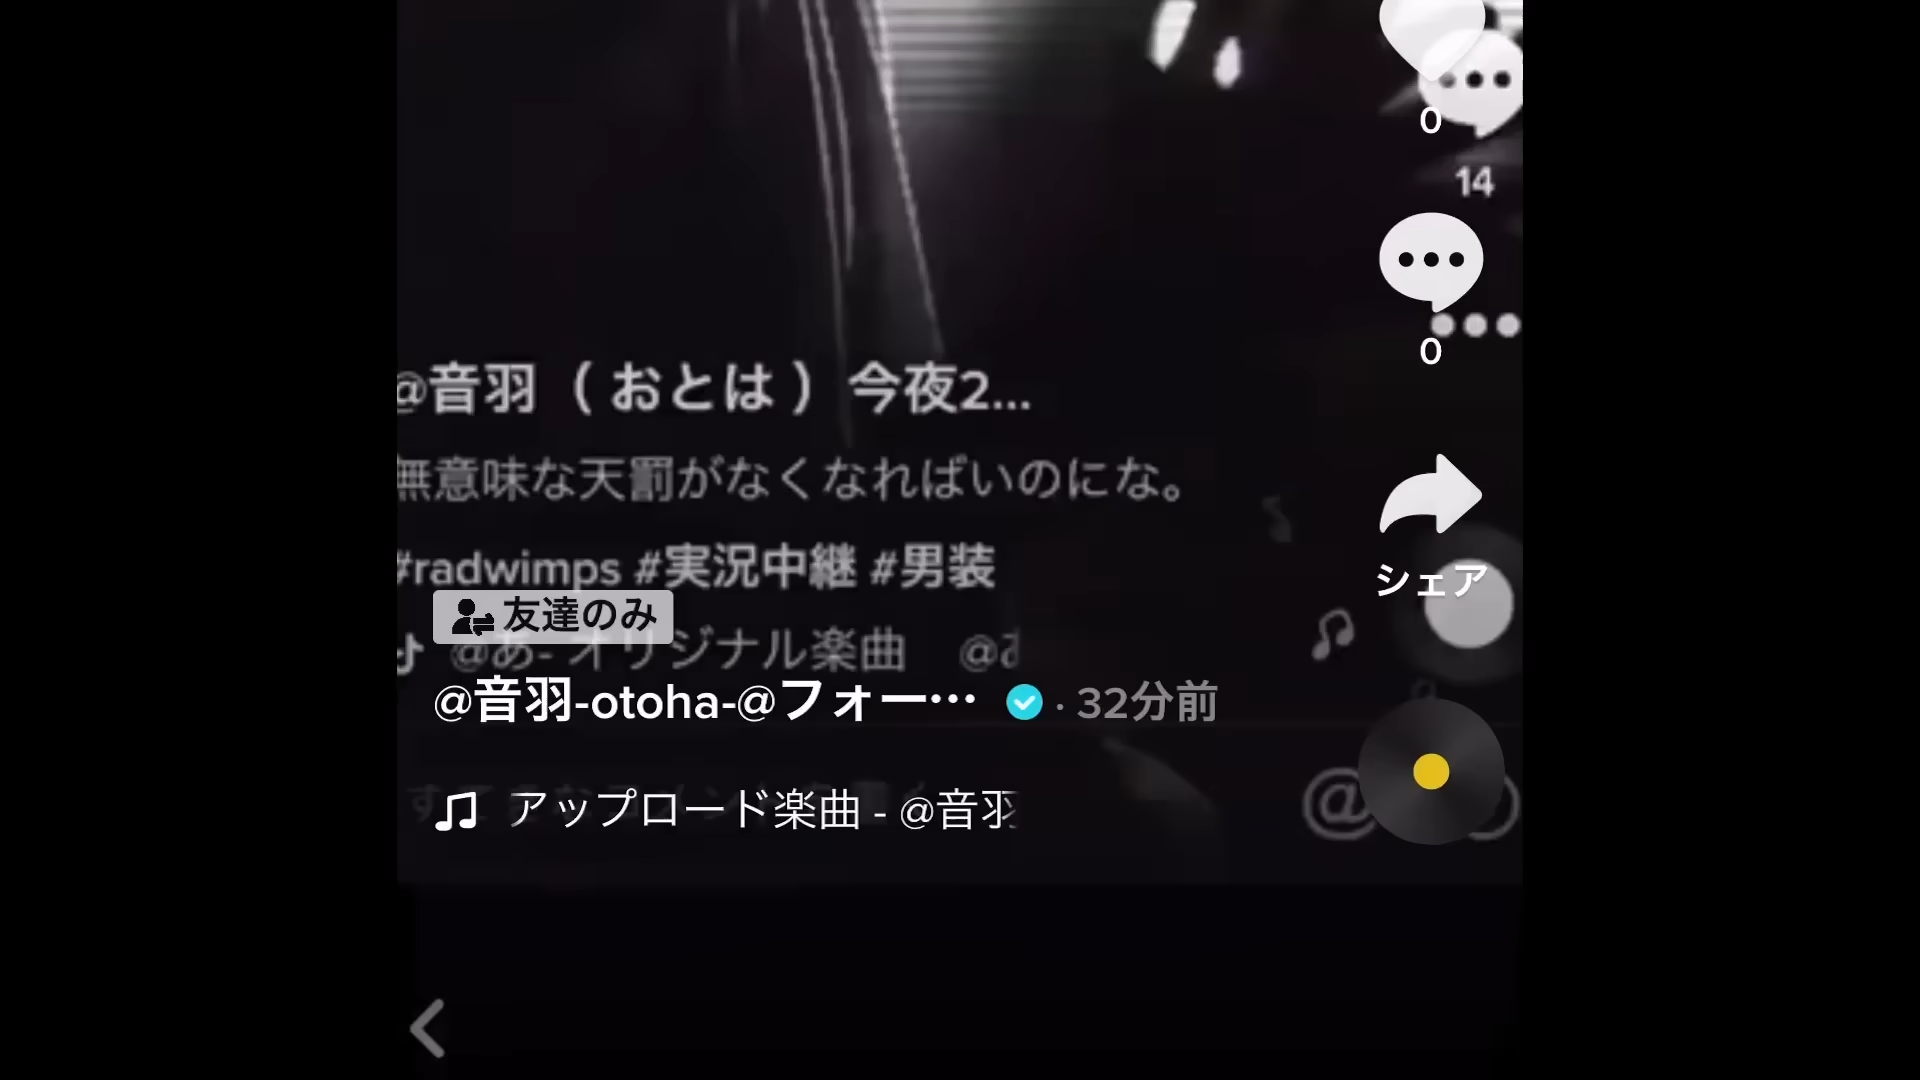 0
14
0
@音羽（おとは）今夜2...
無意味な天罰がなくなればいのにな。
#radwimps #実況中継 #男装
シェア
友達のみ
@あ- オリジナル楽曲 @
@音羽-otoha-@フォー… · 32分前
アップロード楽曲 - @音羽